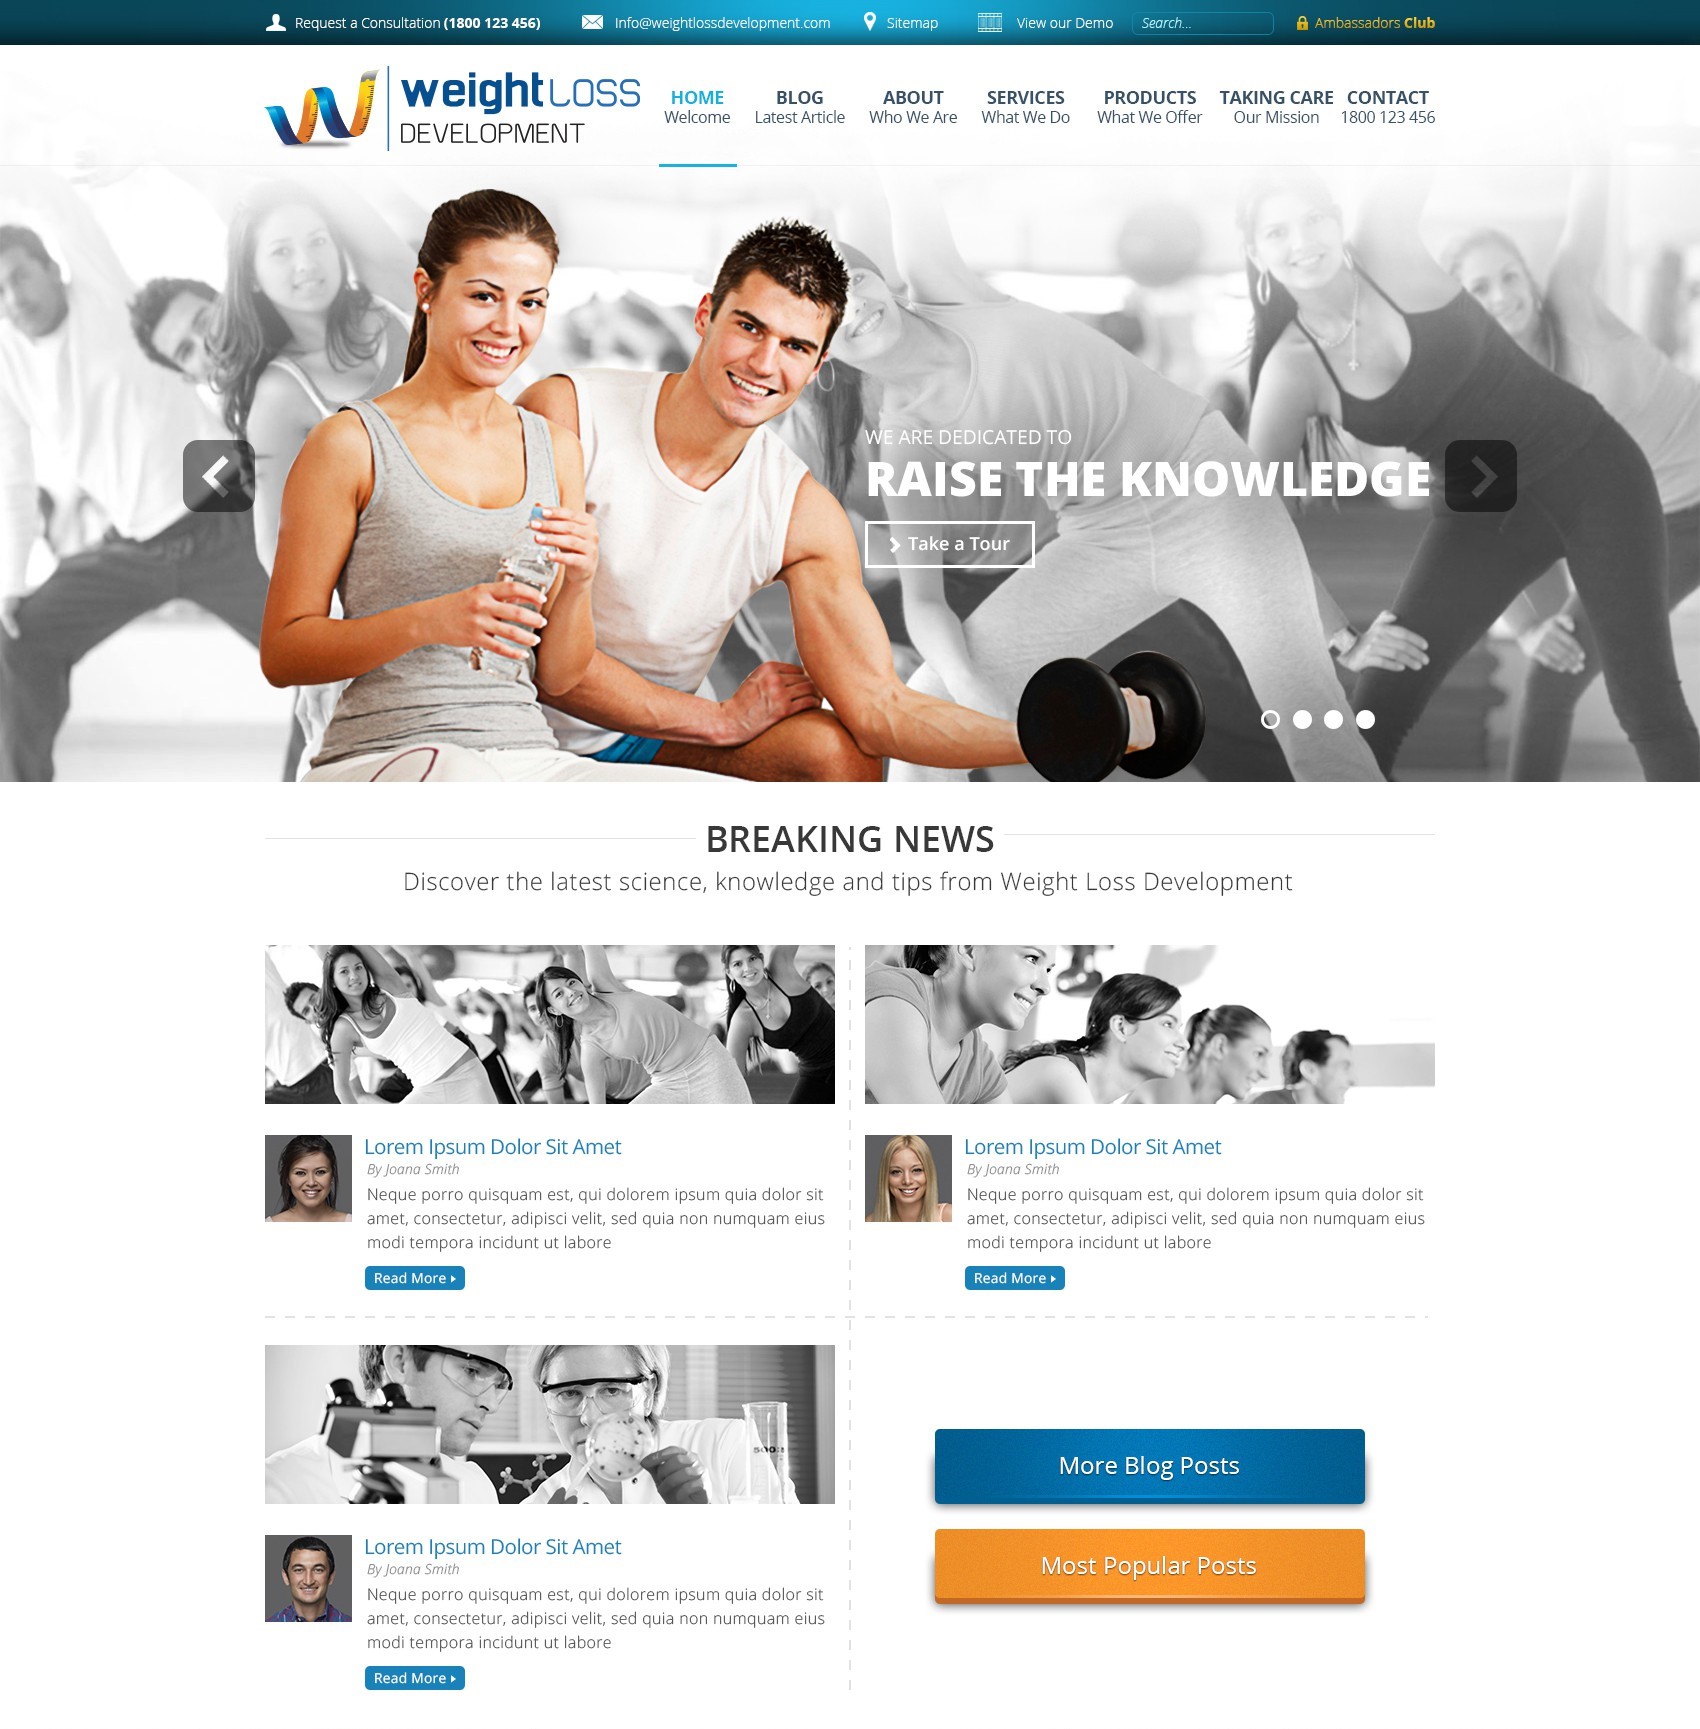 Request a Consultation (1800 123 456)
Info@weightlossdevelopment.com
Sitemap
View our Demo
Search...
Ambassadors Club
weight LOSS
DEVELOPMENT
HOME
Welcome
BLOG
Latest Article
ABOUT
Who We Are
SERVICES
What We Do
PRODUCTS
What We Offer
TAKING CARE
Our Mission
CONTACT
1800 123 456
WE ARE DEDICATED TO
RAISE THE KNOWLEDGE
Take a Tour
BREAKING NEWS
Discover the latest science, knowledge and tips from Weight Loss Development
Lorem Ipsum Dolor Sit Amet
By Joana Smith
Neque porro quisquam est, qui dolorem ipsum quia dolor sit
amet, consectetur, adipisci velit, sed quia non numquam eius
modi tempora incidunt ut labore
Read More
Lorem Ipsum Dolor Sit Amet
By Joana Smith
Neque porro quisquam est, qui dolorem ipsum quia dolor sit
amet, consectetur, adipisci velit, sed quia non numquam eius
modi tempora incidunt ut labore
Read More
Lorem Ipsum Dolor Sit Amet
By Joana Smith
Neque porro quisquam est, qui dolorem ipsum quia dolor sit
amet, consectetur, adipisci velit, sed quia non numquam eius
modi tempora incidunt ut labore
Read More
More Blog Posts
Most Popular Posts